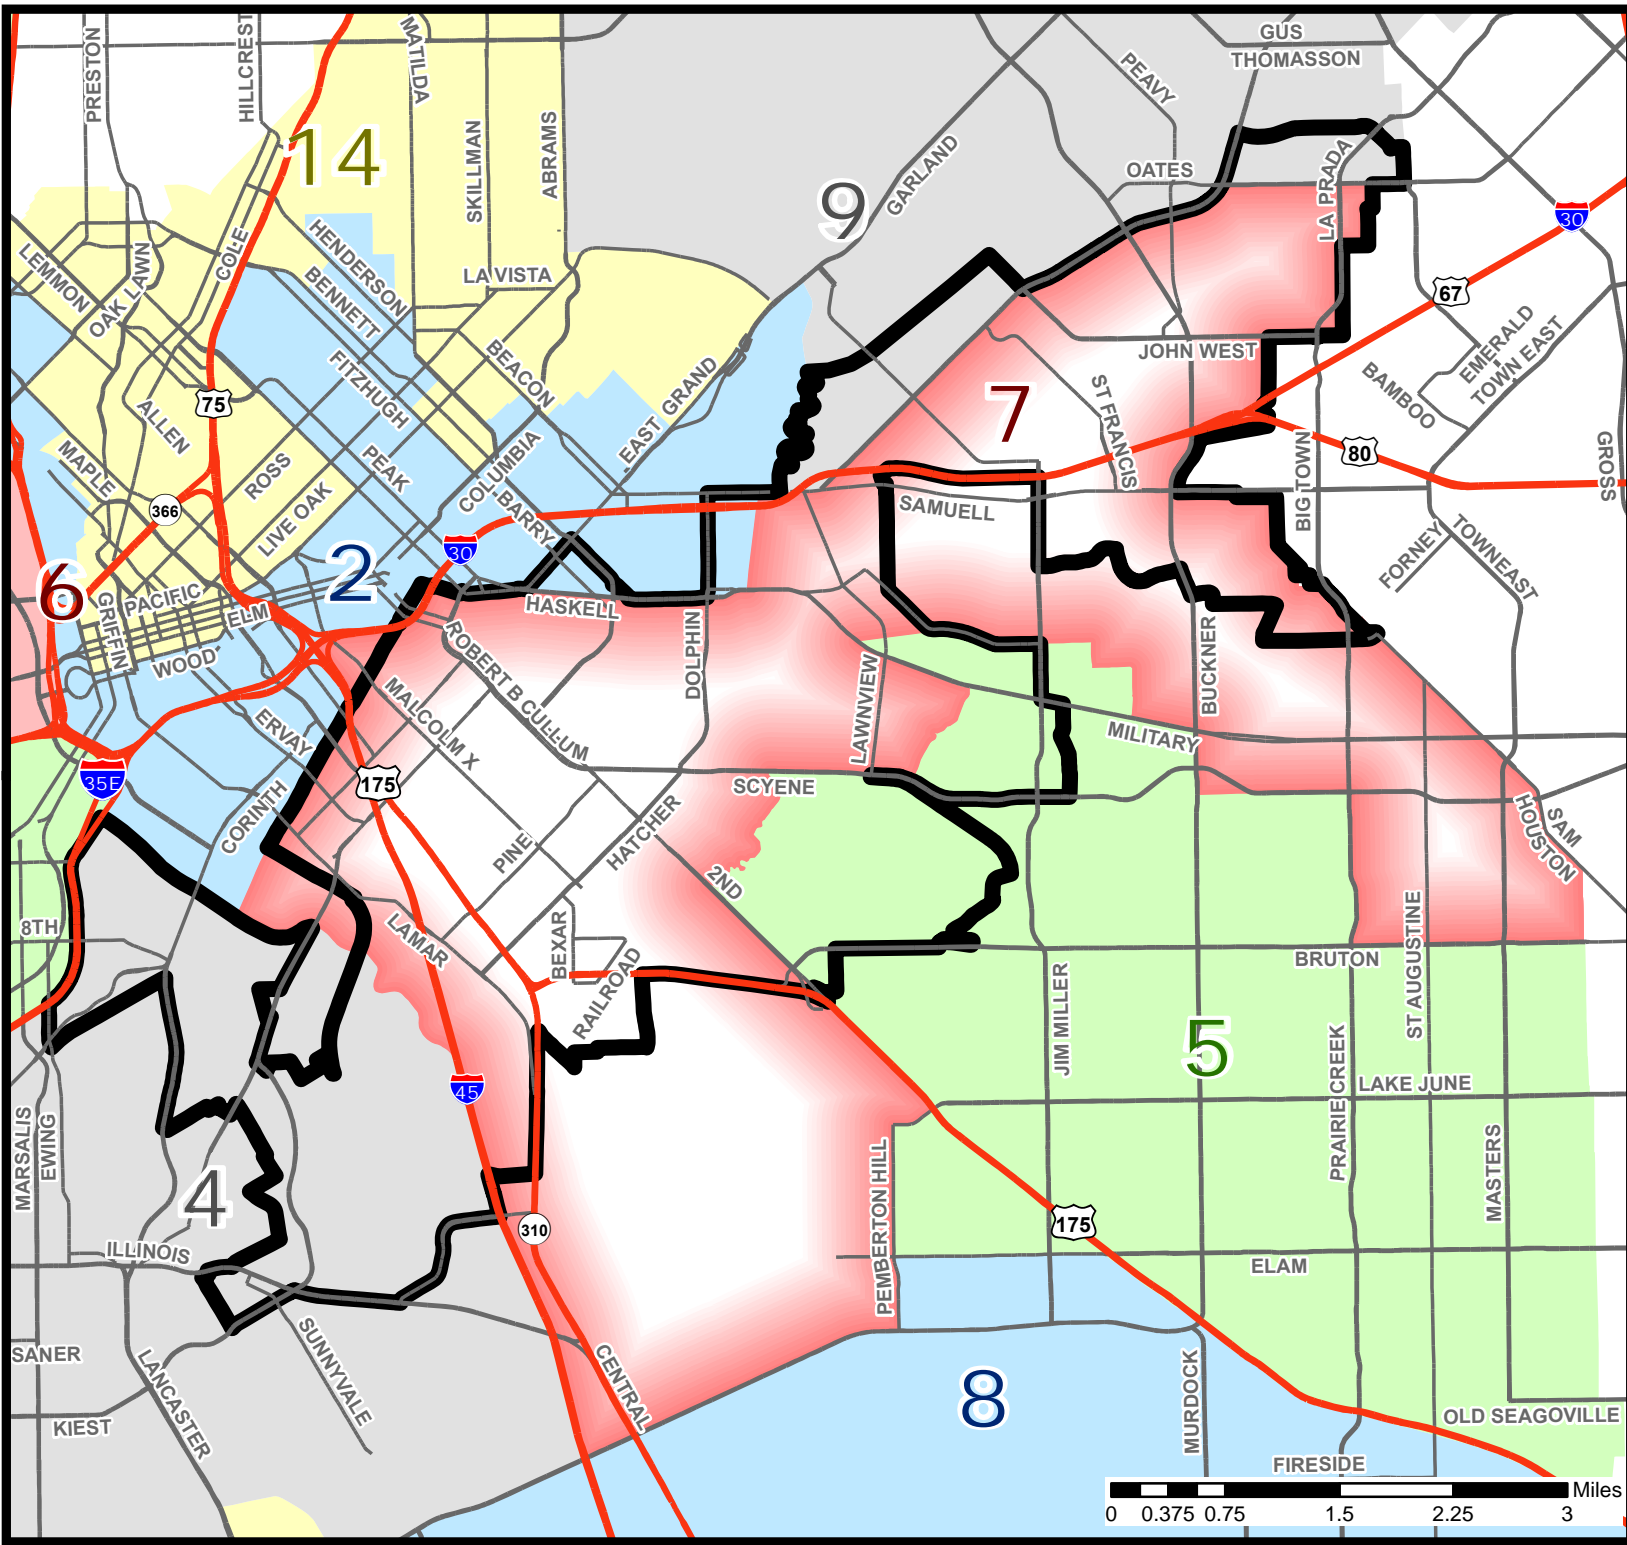 PRESTON
HILLCREST
MATILDA
SKILLMAN
ABRAMS
14
9
GARLAND
PEAVY
GUS
THOMASSON
OATES
LA PRADA
30
67
LEMMON
OAK LAWN
COLE
HENDERSON
BENNETT
LA VISTA
FITZHUGH
BEACON
EAST GRAND
75
ALLEN
MAPLE
ROSS
PEAK
LIVE OAK
COLUMBIA
BARRY
366
30
2
6
PACIFIC
GRIFFIN
ELM
WOOD
JOHN WEST
7
ST FRANCIS
SAMUELL
BIG TOWN
80
BAMBOO
EMERALD
TOWN EAST
GROSS
FORNEY
TOWNEAST
HASKELL
ROBERT B CULLUM
DOLPHIN
LAWNVIEW
BUCKNER
MILITARY
MALCOLM X
ERVAY
CORINTH
35E
175
SCYENE
PINE
HATCHER
2ND
SAM
HOUSTON
8TH
LAMAR
BEXAR
RAILROAD
BRUTON
ST AUGUSTINE
JIM MILLER
5
PRAIRIE CREEK
LAKE JUNE
MASTERS
45
MARSALIS
EWING
4
ILLINOIS
310
PEMBERTON HILL
175
ELAM
SANER
LANCASTER
SUNNYVALE
CENTRAL
KIEST
8
MURDOCK
OLD SEAGOVILLE
FIRESIDE
Miles
0 0.375 0.75 1.5 2.25 3